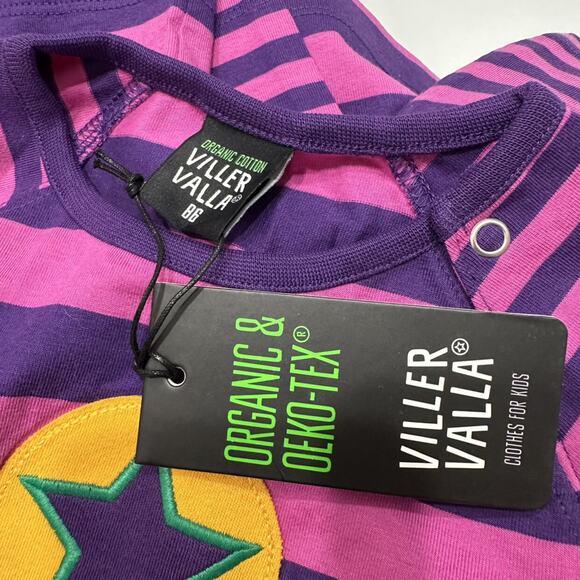 ORGANIC COTTON
VILLER
VALLA®
86
ORGANIC &
OEKO-TEX®
VILLER
VALLA
CLOTHES FOR KIDS